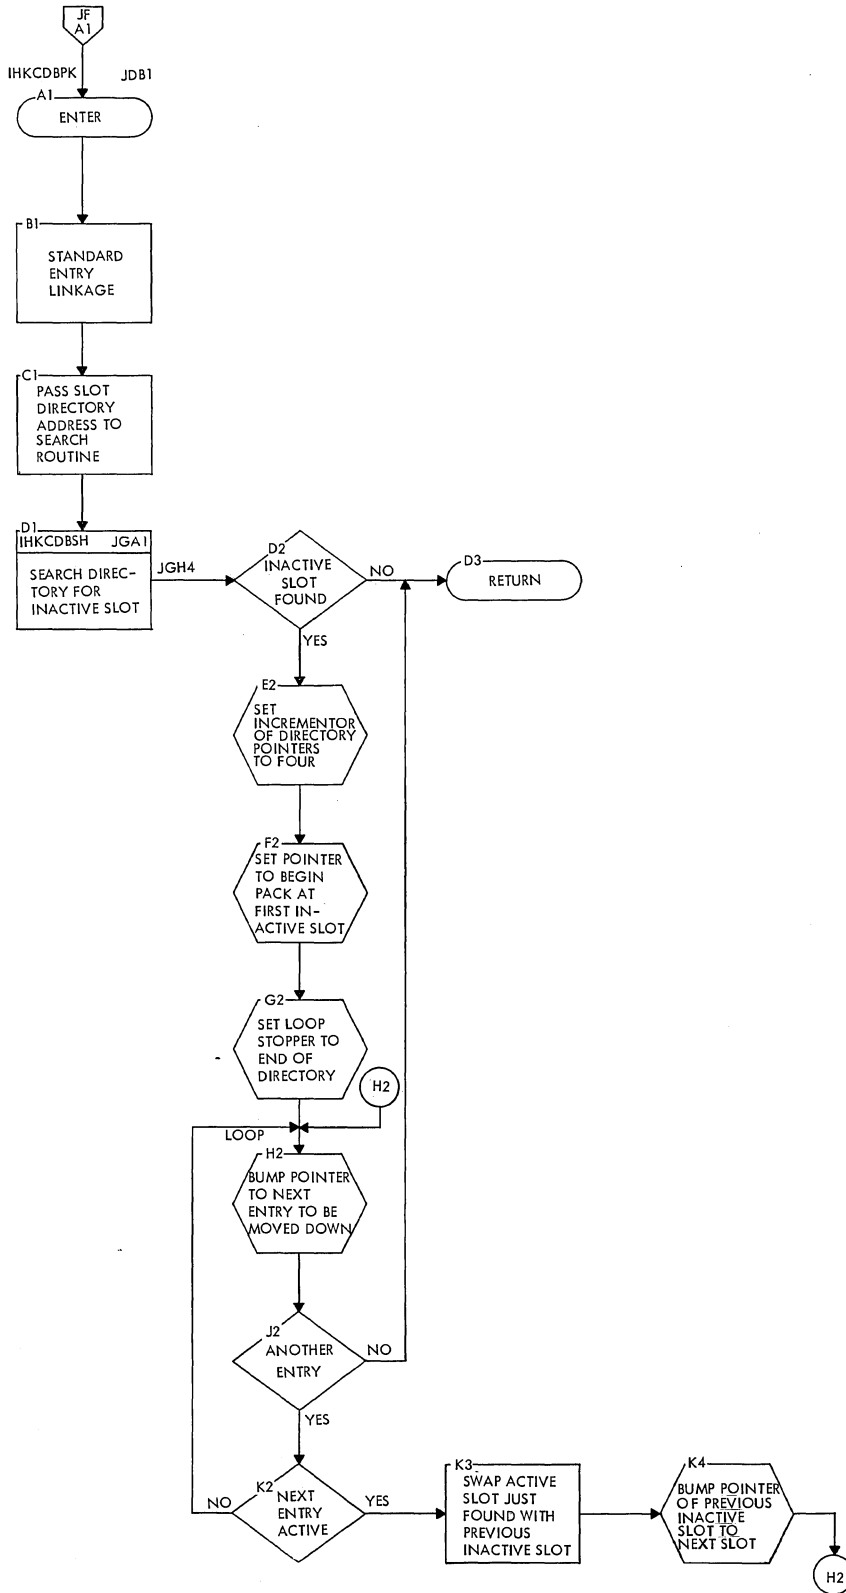 JF
A1
IHKCDBPK JDB1
A1
ENTER
B1
STANDARD
ENTRY
LINKAGE
C1
PASS SLOT
DIRECTORY
ADDRESS TO
SEARCH
ROUTINE
D1
IHKCDBSH JGA1
SEARCH DIREC-
TORY FOR
INACTIVE SLOT
JGH4
D2
INACTIVE
SLOT
FOUND
NO
D3
RETURN
YES
E2
SET
INCREMENTOR
OF DIRECTORY
POINTERS
TO FOUR
F2
SET POINTER
TO BEGIN
PACK AT
FIRST IN-
ACTIVE SLOT
G2
SET LOOP
STOPPER TO
END OF
DIRECTORY
H2
LOOP
H2
BUMP POINTER
TO NEXT
ENTRY TO BE
MOVED DOWN
J2
ANOTHER
ENTRY
NO
YES
K2
NEXT
ENTRY
ACTIVE
NO
YES
K3
SWAP ACTIVE
SLOT JUST
FOUND WITH
PREVIOUS
INACTIVE SLOT
K4
BUMP POINTER
OF PREVIOUS
INACTIVE
SLOT TO
NEXT SLOT
H2